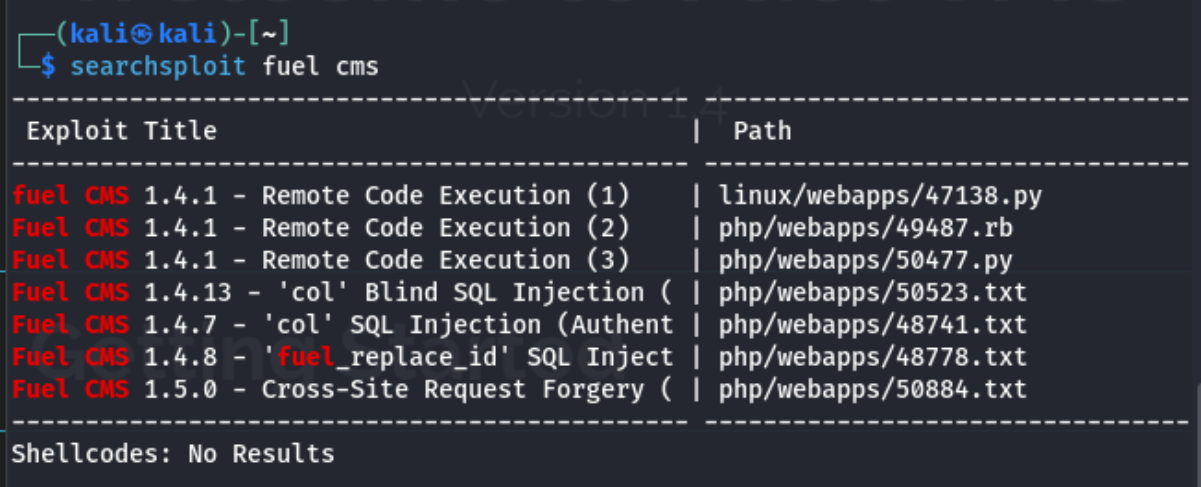 (kali㉿kali)-[~]
$ searchsploit fuel cms
Version 1.4
Exploit Title | Path
fuel CMS 1.4.1 - Remote Code Execution (1) | linux/webapps/47138.py
Fuel CMS 1.4.1 - Remote Code Execution (2) | php/webapps/49487.rb
Fuel CMS 1.4.1 - Remote Code Execution (3) | php/webapps/50477.py
Fuel CMS 1.4.13 - 'col' Blind SQL Injection ( | php/webapps/50523.txt
Fuel CMS 1.4.7 - 'col' SQL Injection (Authent | php/webapps/48741.txt
Fuel CMS 1.4.8 - 'fuel_replace_id' SQL Inject | php/webapps/48778.txt
Getting Started
Fuel CMS 1.5.0 - Cross-Site Request Forgery ( | php/webapps/50884.txt
Shellcodes: No Results